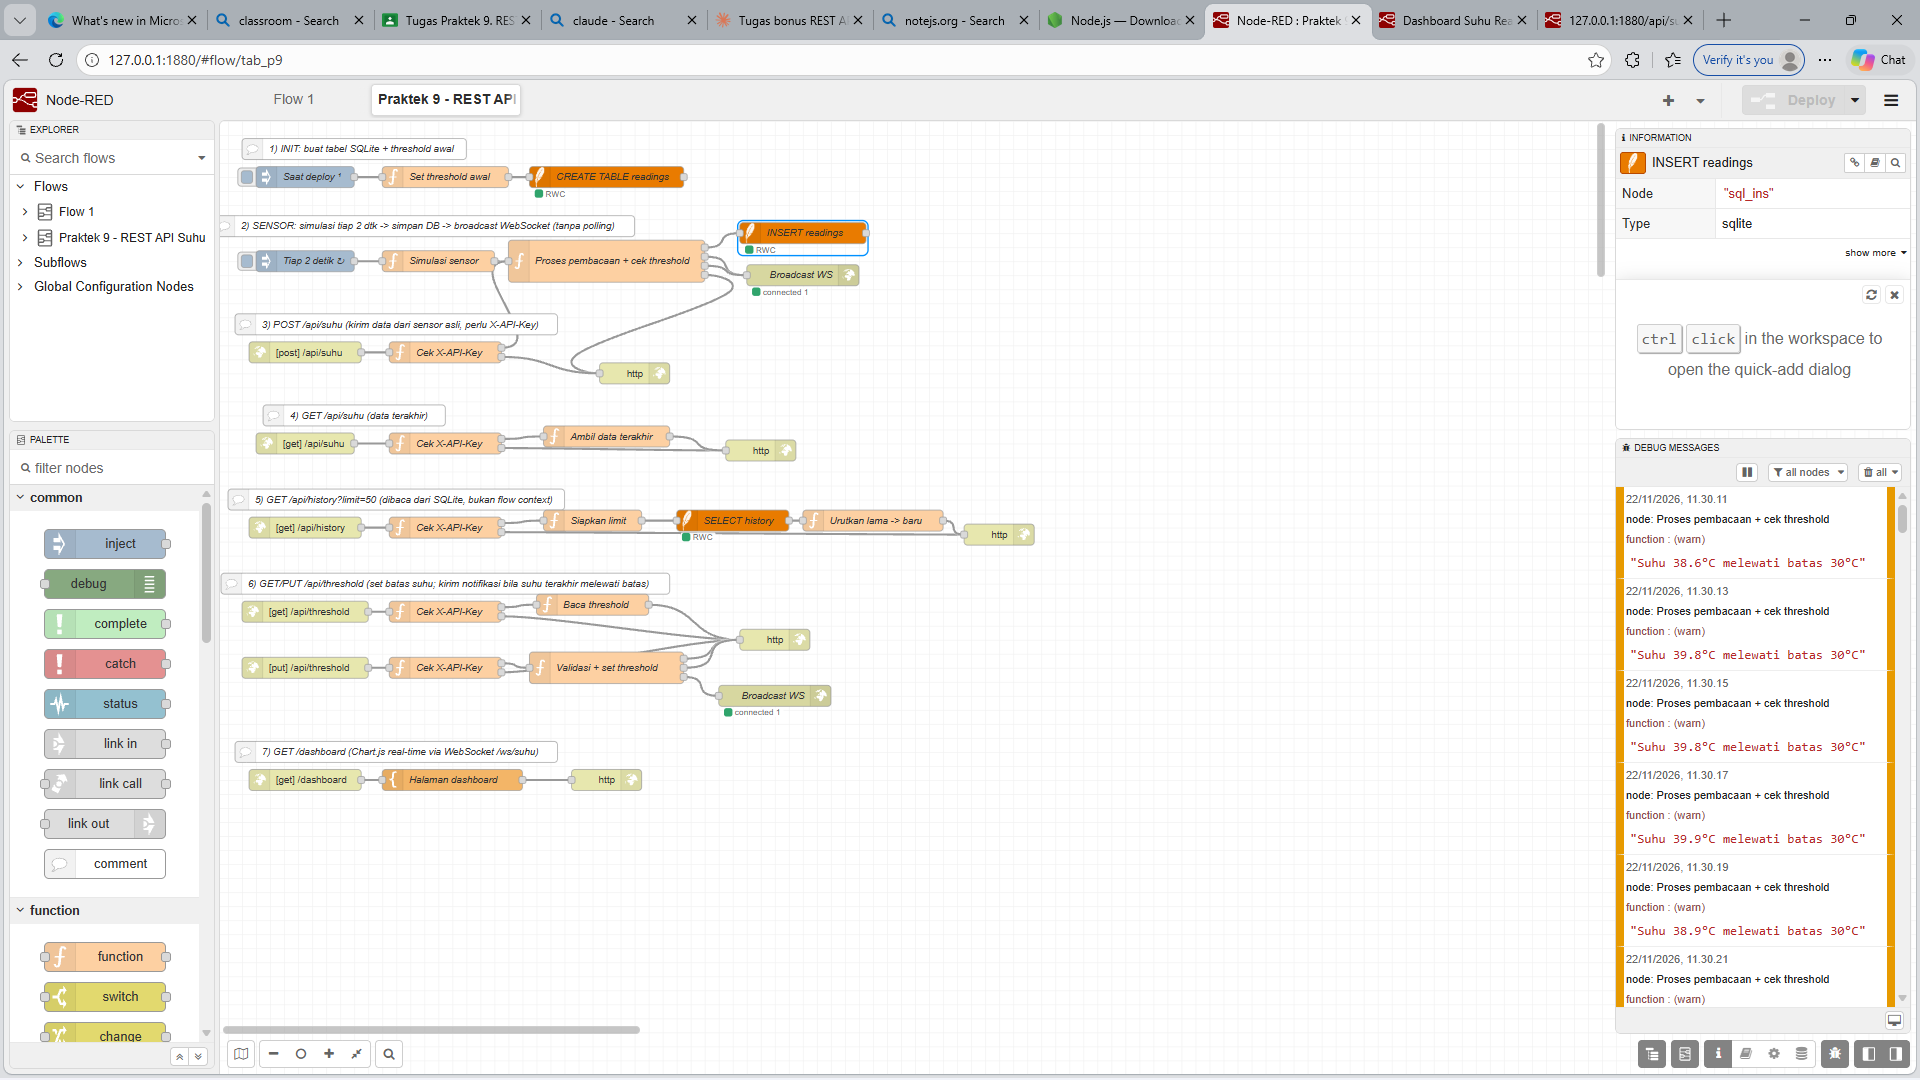 What's new in Micros
classroom - Search
Tugas Praktek 9. RES
claude - Search
Tugas bonus REST A
notejs.org - Search
Node.js — Download
Node-RED : Praktek
Dashboard Suhu Rea
127.0.0.1:1880/api/su
127.0.0.1:1880/#flow/tab_p9
Verify it's you
Chat
Node-RED
Flow 1
Praktek 9 - REST API
Deploy
EXPLORER
Search flows
Flows
Flow 1
Praktek 9 - REST API Suhu
Subflows
Global Configuration Nodes
PALETTE
filter nodes
common
inject
debug
complete
catch
status
link in
link call
link out
comment
function
function
switch
change
1) INIT: buat tabel SQLite + threshold awal
Saat deploy ¹
Set threshold awal
CREATE TABLE readings
RWC
2) SENSOR: simulasi tiap 2 dtk -> simpan DB -> broadcast WebSocket (tanpa polling)
INSERT readings
RWC
Tiap 2 detik ↻
Simulasi sensor
Proses pembacaan + cek threshold
Broadcast WS
connected 1
3) POST /api/suhu (kirim data dari sensor asli, perlu X-API-Key)
[post] /api/suhu
Cek X-API-Key
http
4) GET /api/suhu (data terakhir)
[get] /api/suhu
Cek X-API-Key
Ambil data terakhir
http
5) GET /api/history?limit=50 (dibaca dari SQLite, bukan flow context)
[get] /api/history
Cek X-API-Key
Siapkan limit
SELECT history
Urutkan lama -> baru
RWC
http
6) GET/PUT /api/threshold (set batas suhu; kirim notifikasi bila suhu terakhir melewati batas)
[get] /api/threshold
Cek X-API-Key
Baca threshold
http
[put] /api/threshold
Cek X-API-Key
Validasi + set threshold
Broadcast WS
connected 1
7) GET /dashboard (Chart.js real-time via WebSocket /ws/suhu)
[get] /dashboard
Halaman dashboard
http
INFORMATION
INSERT readings
Node "sql_ins"
Type sqlite
show more
ctrl click in the workspace to
open the quick-add dialog
DEBUG MESSAGES
all nodes
all
22/11/2026, 11.30.11
node: Proses pembacaan + cek threshold
function : (warn)
"Suhu 38.6°C melewati batas 30°C"
22/11/2026, 11.30.13
node: Proses pembacaan + cek threshold
function : (warn)
"Suhu 39.8°C melewati batas 30°C"
22/11/2026, 11.30.15
node: Proses pembacaan + cek threshold
function : (warn)
"Suhu 39.8°C melewati batas 30°C"
22/11/2026, 11.30.17
node: Proses pembacaan + cek threshold
function : (warn)
"Suhu 39.9°C melewati batas 30°C"
22/11/2026, 11.30.19
node: Proses pembacaan + cek threshold
function : (warn)
"Suhu 38.9°C melewati batas 30°C"
22/11/2026, 11.30.21
node: Proses pembacaan + cek threshold
function : (warn)